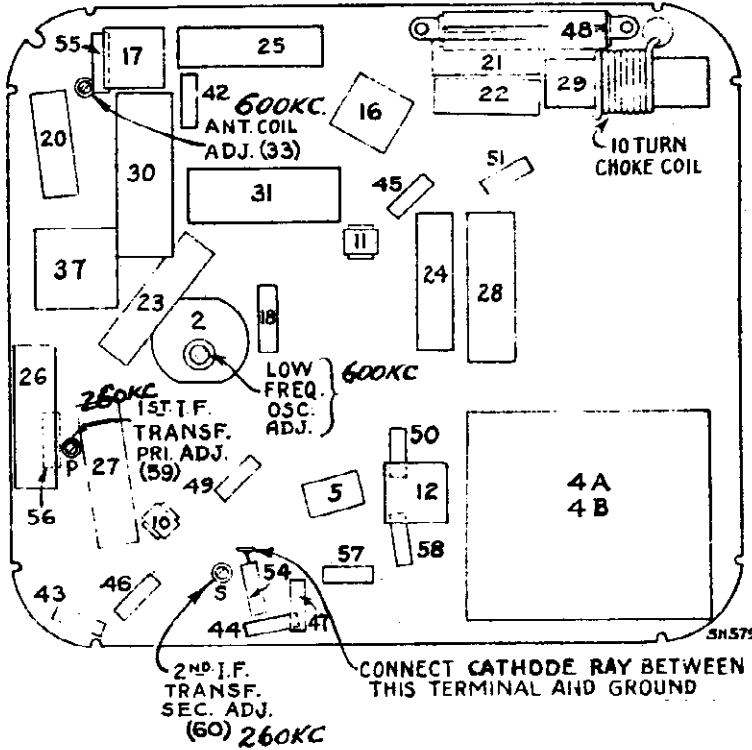 55
17
25
48
21
42
600KC.
22
29
20
ANT. COIL
ADJ. (33)
16
10 TURN
CHOKE COIL
30
31
45
51
11
37
24
28
23
2
18
26
LOW
FREQ.
OSC.
ADJ.
600KC
260KC
1ST I.F.
TRANSF.
PRI. ADJ.
(59)
P
27
50
4A
4B
49
5
12
56
10
58
57
43
46
S
54
44
47
2ND I.F.
TRANSF.
SEC. ADJ.
(60) 260KC
CONNECT CATHODE RAY BETWEEN
THIS TERMINAL AND GROUND